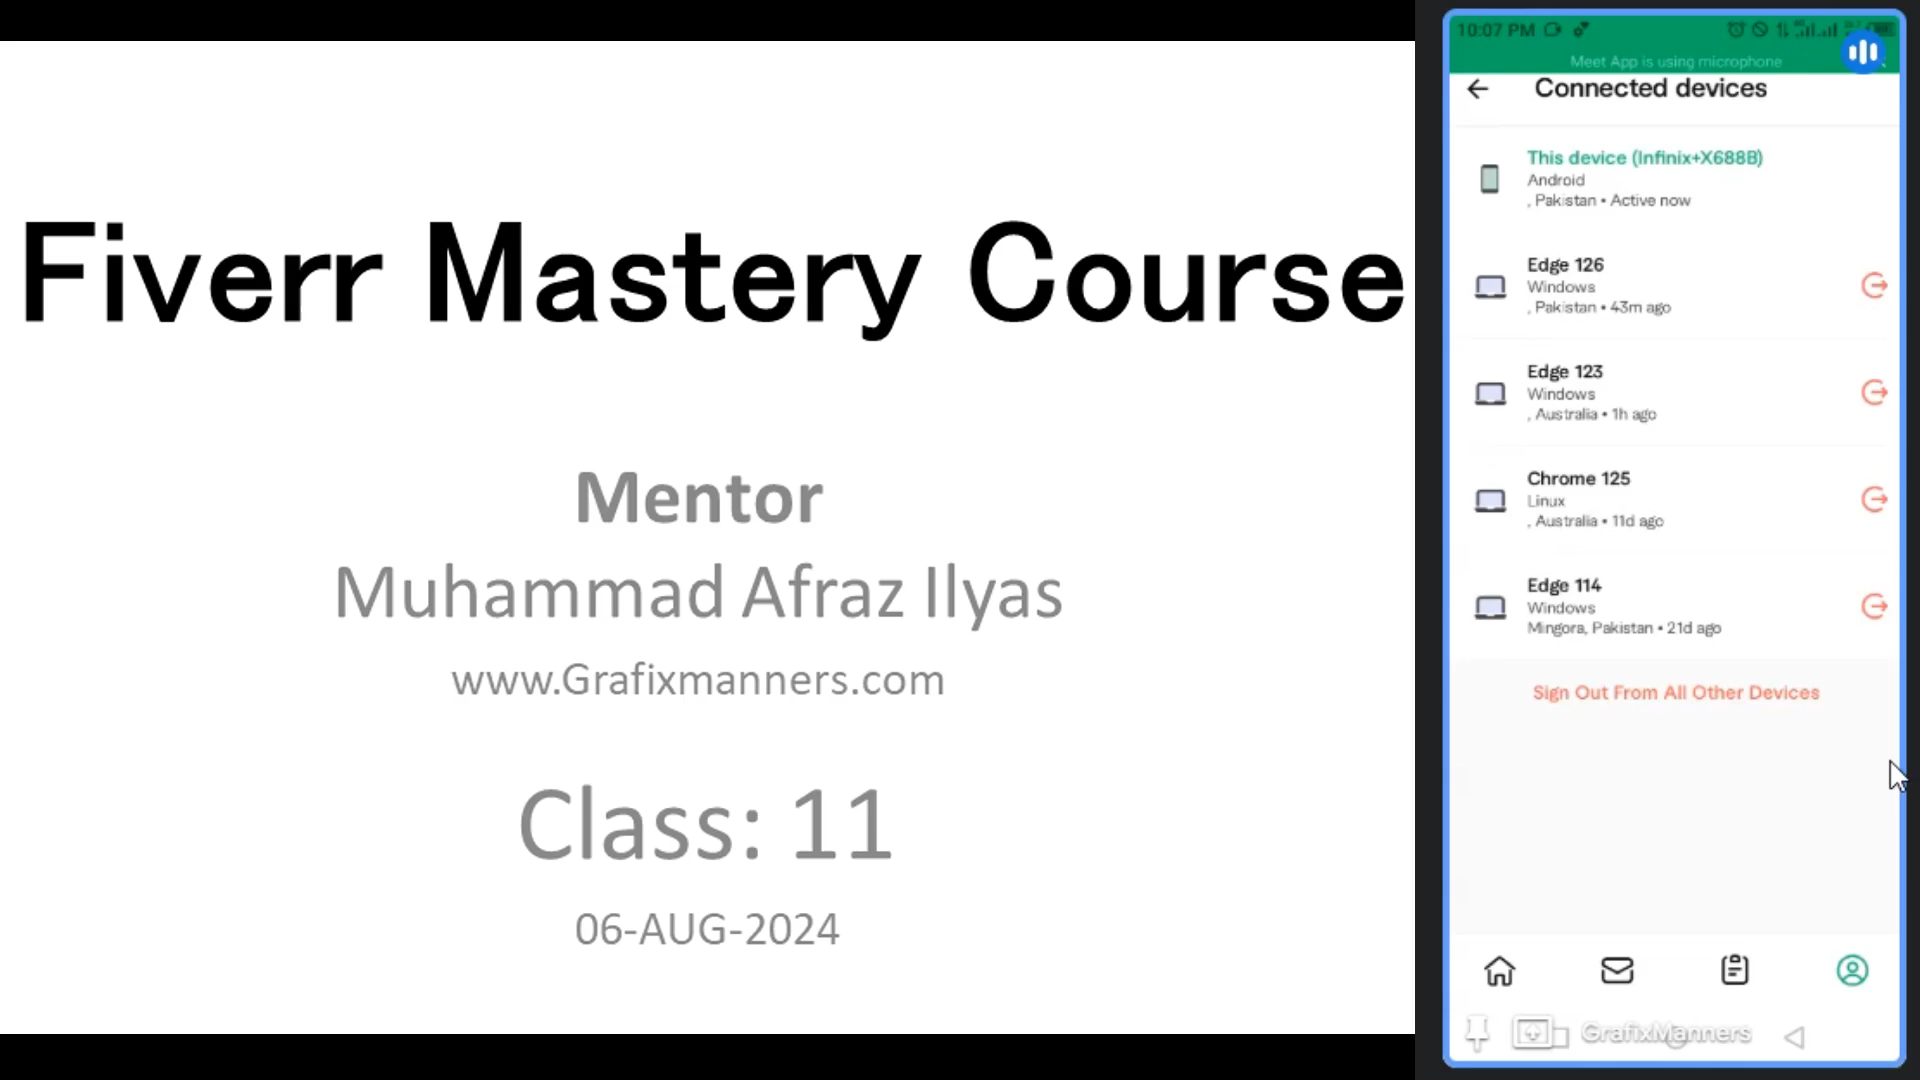 Fiverr Mastery Course
Mentor
Muhammad Afraz Ilyas
www.Grafixmanners.com
Class: 11
06-AUG-2024
10:07 PM
Meet App is using microphone
Connected devices
This device (Infinix+X688B)
Android
, Pakistan • Active now
Edge 126
Windows
, Pakistan • 43m ago
Edge 123
Windows
, Australia • 1h ago
Chrome 125
Linux
, Australia • 11d ago
Edge 114
Windows
Mingora, Pakistan • 21d ago
Sign Out From All Other Devices
GrafixManners